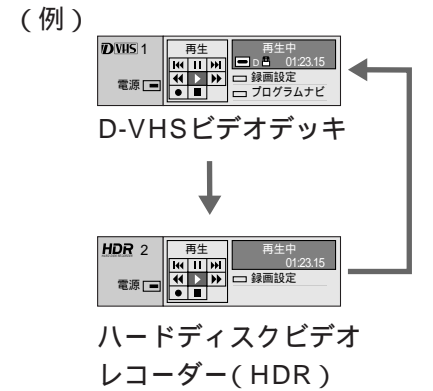 （例）
D VHS 1
再生
再生中
D 01:23.15
電源
録画設定
プログラムナビ
D-VHSビデオデッキ
HDR 2
再生
再生中
01:23.15
電源
録画設定
ハードディスクビデオ
レコーダー（HDR）